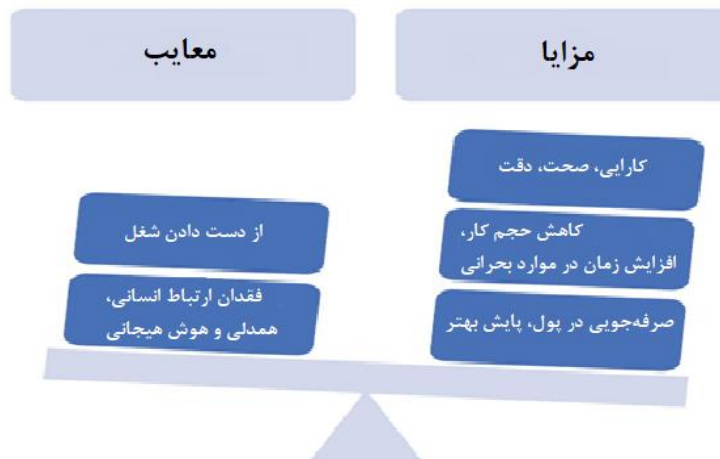 مزایا
کارایی، صحت، دقت
کاهش حجم کار،
افزایش زمان در موارد بحرانی
صرفه‌جویی در پول، پایش بهتر
معایب
از دست دادن شغل
فقدان ارتباط انسانی،
همدلی و هوش هیجانی